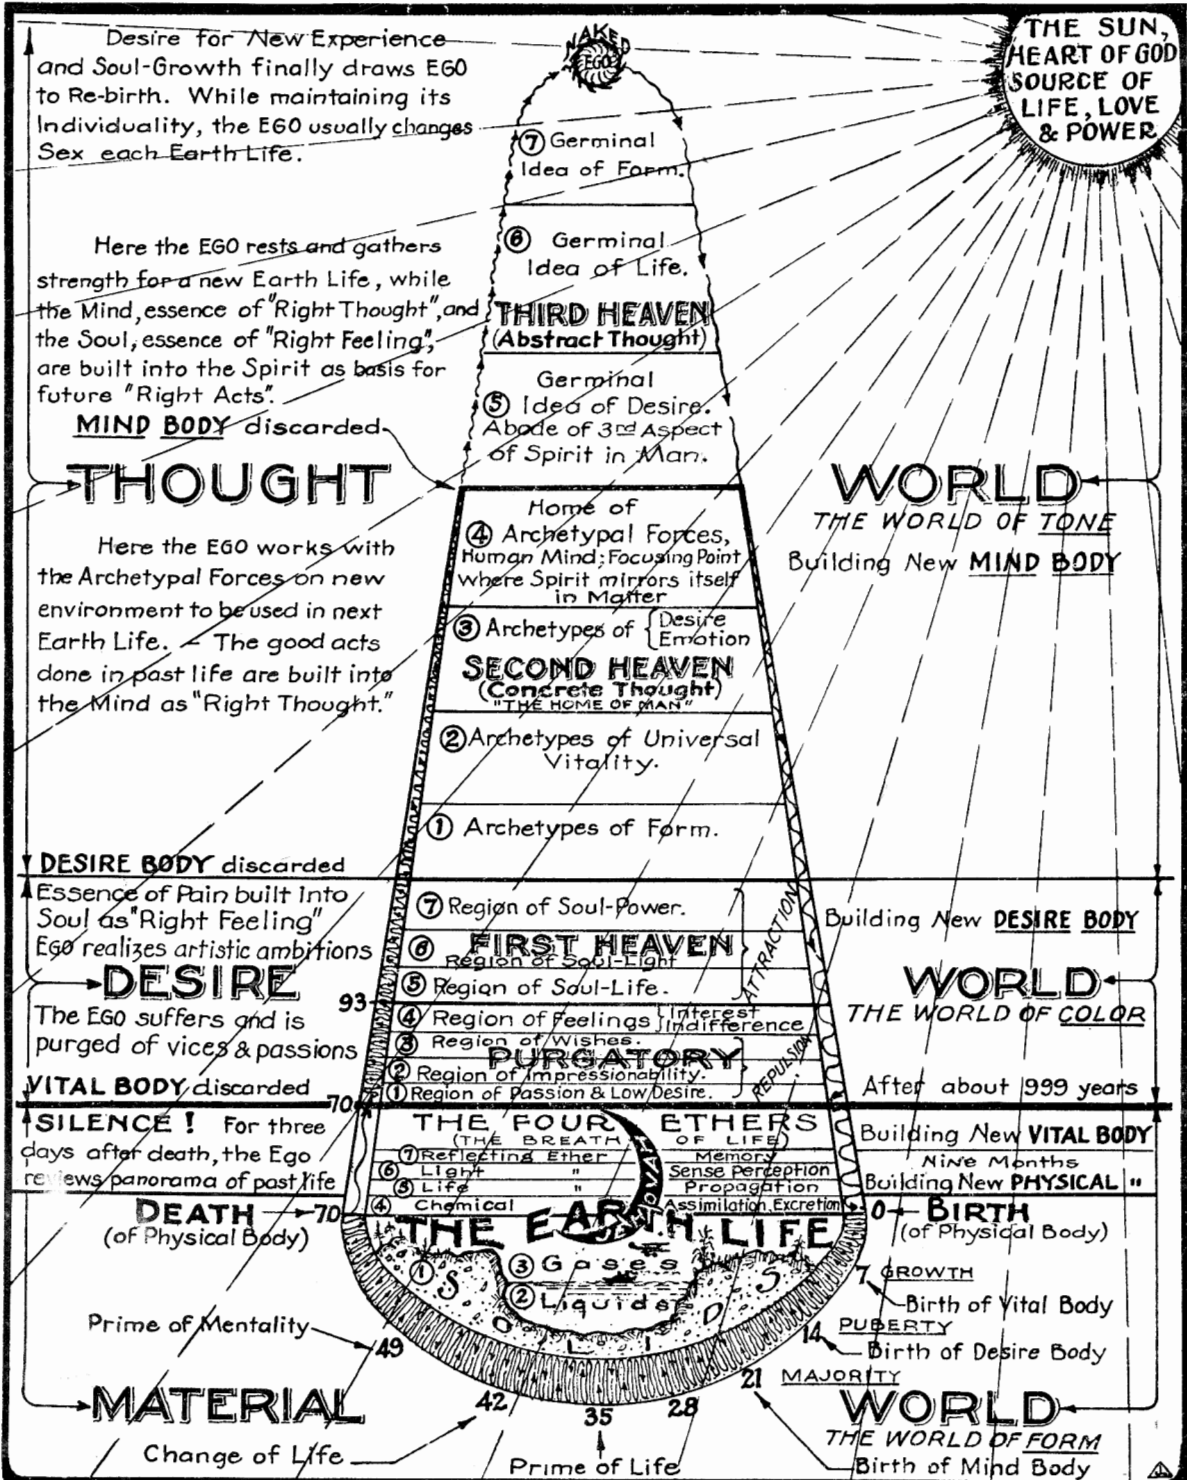 THE SUN,
HEART OF GOD
SOURCE OF
LIFE, LOVE
& POWER
NAKED
EGO
Desire for New Experience
and Soul-Growth finally draws EGO
to Re-birth. While maintaining its
Individuality, the EGO usually changes
Sex each Earth Life.
7 Germinal
Idea of Form.
Here the EGO rests and gathers
strength for a new Earth Life, while
the Mind, essence of "Right Thought", and
the Soul, essence of "Right Feeling",
are built into the Spirit as basis for
future "Right Acts".
MIND BODY discarded
6 Germinal
Idea of Life.
THIRD HEAVEN
(Abstract Thought)
Germinal
5 Idea of Desire.
Abode of 3rd Aspect
of Spirit in Man.
THOUGHT WORLD
THE WORLD OF TONE
Building New MIND BODY
Here the EGO works with
the Archetypal Forces on new
environment to be used in next
Earth Life. – The good acts
done in past life are built into
the Mind as "Right Thought."
Home of
4 Archetypal Forces,
Human Mind; Focusing Point
where Spirit mirrors itself
in Matter
3 Archetypes of { Desire
Emotion
SECOND HEAVEN
(Concrete Thought)
"THE HOME OF MAN"
2 Archetypes of Universal
Vitality.
1 Archetypes of Form.
DESIRE BODY discarded
Essence of Pain built into
Soul as "Right Feeling"
EGO realizes artistic ambitions
DESIRE WORLD
THE WORLD OF COLOR
Building New DESIRE BODY
The EGO suffers and is
purged of vices & passions
VITAL BODY discarded
After about 999 years
7 Region of Soul-Power.
6 FIRST HEAVEN
Region of Soul-Light
5 Region of Soul-Life.
ATTRACTION
93
4 Region of Feelings { Interest
Indifference
3 Region of Wishes.
PURGATORY
2 Region of Impressionability.
1 Region of Passion & Low Desire.
REPULSION
70
SILENCE! For three
days after death, the Ego
reviews panorama of past life
THE FOUR ETHERS
(THE BREATH OF LIFE)
7 Reflecting Ether Memory
6 Light " Sense Perception
5 Life " Propagation
4 Chemical Assimilation, Excretion
JEHOVAH
Building New VITAL BODY
Nine Months
Building New PHYSICAL "
DEATH 70
(of Physical Body)
0 BIRTH
(of Physical Body)
THE EARTH LIFE
3 Gases
2 Liquids
1 SOLIDS
7 GROWTH
Birth of Vital Body
PUBERTY
14 Birth of Desire Body
21 MAJORITY
Prime of Mentality
49
42
35
28
MATERIAL WORLD
THE WORLD OF FORM
Change of Life
Prime of Life
Birth of Mind Body